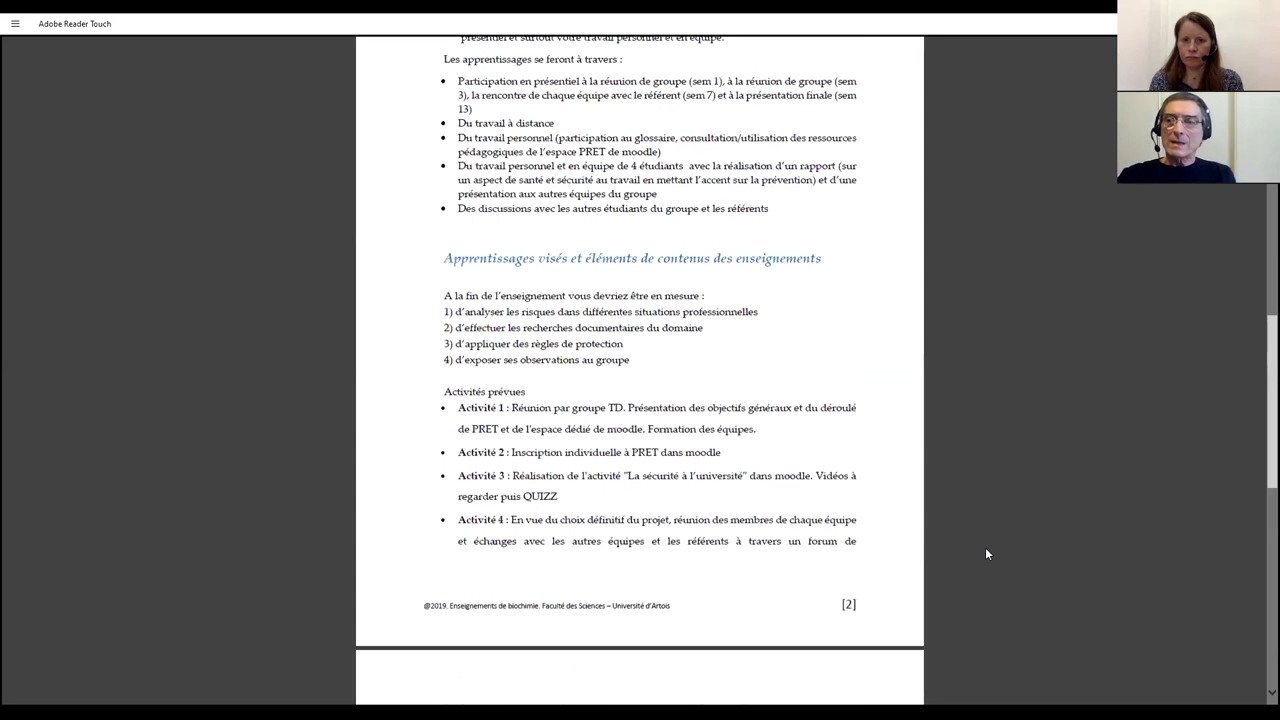 Adobe Reader Touch
présentiel et surtout votre travail personnel et en équipe.
Les apprentissages se feront à travers :
• Participation en présentiel à la réunion de groupe (sem 1), à la réunion de groupe (sem
3), la rencontre de chaque équipe avec le référent (sem 7) et à la présentation finale (sem
13)
• Du travail à distance
• Du travail personnel (participation au glossaire, consultation/utilisation des ressources
pédagogiques de l'espace PRET de moodle)
• Du travail personnel et en équipe de 4 étudiants avec la réalisation d'un rapport (sur
un aspect de santé et sécurité au travail en mettant l'accent sur la prévention) et d'une
présentation aux autres équipes du groupe
• Des discussions avec les autres étudiants du groupe et les référents
Apprentissages visés et éléments de contenus des enseignements
A la fin de l'enseignement vous devriez être en mesure :
1) d'analyser les risques dans différentes situations professionnelles
2) d'effectuer les recherches documentaires du domaine
3) d'appliquer des règles de protection
4) d'exposer ses observations au groupe
Activités prévues
• Activité 1 : Réunion par groupe TD. Présentation des objectifs généraux et du déroulé
de PRET et de l'espace dédié de moodle. Formation des équipes.
• Activité 2 : Inscription individuelle à PRET dans moodle
• Activité 3 : Réalisation de l'activité "La sécurité à l'université" dans moodle. Vidéos à
regarder puis QUIZZ
• Activité 4 : En vue du choix définitif du projet, réunion des membres de chaque équipe
et échanges avec les autres équipes et les référents à travers un forum de
@2019. Enseignements de biochimie. Faculté des Sciences – Université d'Artois
[2]